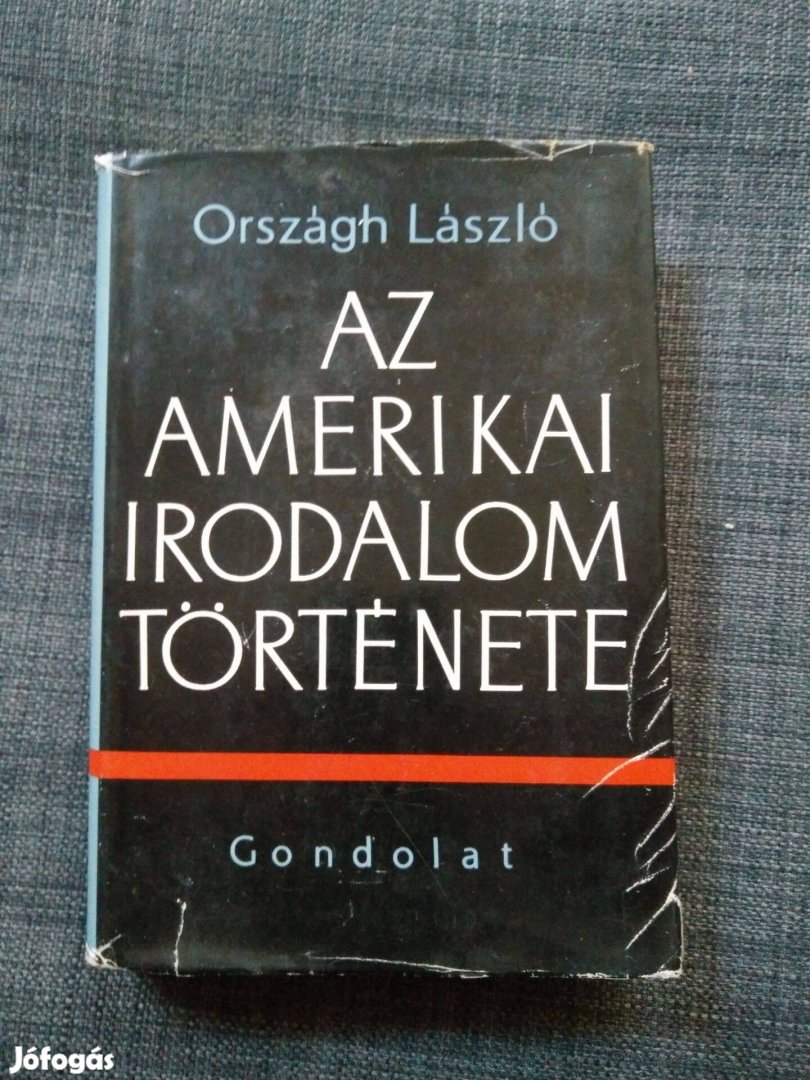 Országh László
AZ
AMERIKAI
IRODALOM
TÖRTÉNETE
Gondolat
Jófogás